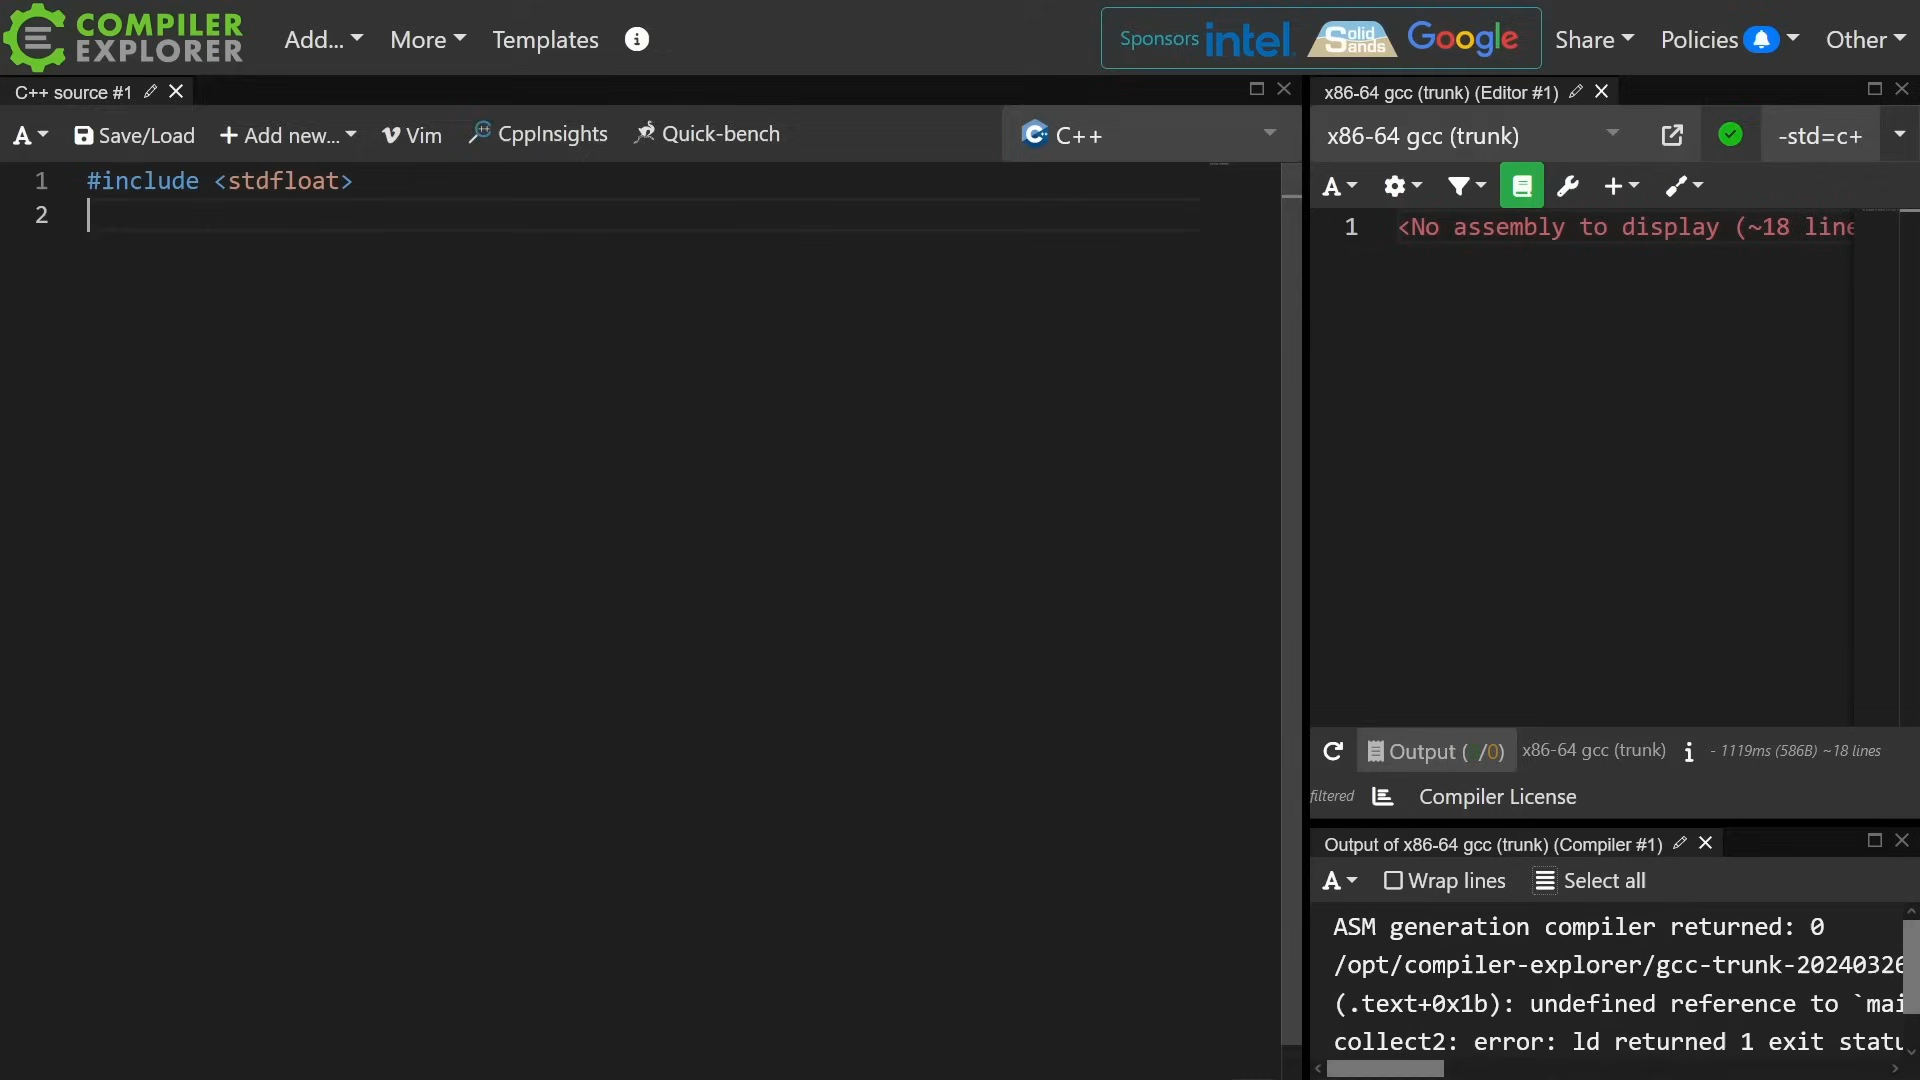 COMPILER
EXPLORER
Add...
More
Templates
Sponsors
intel.
Solid
Sands
Google
Share
Policies
Other
C++ source #1
A
Save/Load
Add new...
Vim
CppInsights
Quick-bench
C++
1 #include <stdfloat>
2
x86-64 gcc (trunk) (Editor #1)
x86-64 gcc (trunk)
-std=c+
A
1 <No assembly to display (~18 line
Output ( /0)
x86-64 gcc (trunk)
- 1119ms (586B) ~18 lines
filtered
Compiler License
Output of x86-64 gcc (trunk) (Compiler #1)
A
Wrap lines
Select all
ASM generation compiler returned: 0
/opt/compiler-explorer/gcc-trunk-20240326
(.text+0x1b): undefined reference to `mai
collect2: error: ld returned 1 exit statu